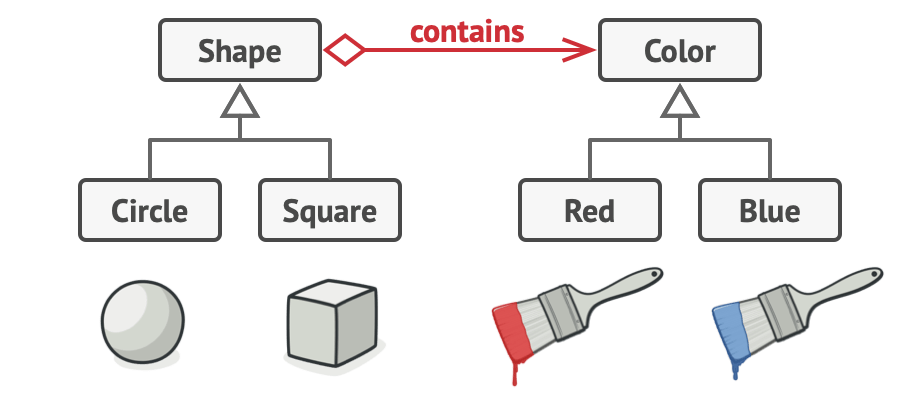 contains
Shape
Color
Circle
Square
Red
Blue